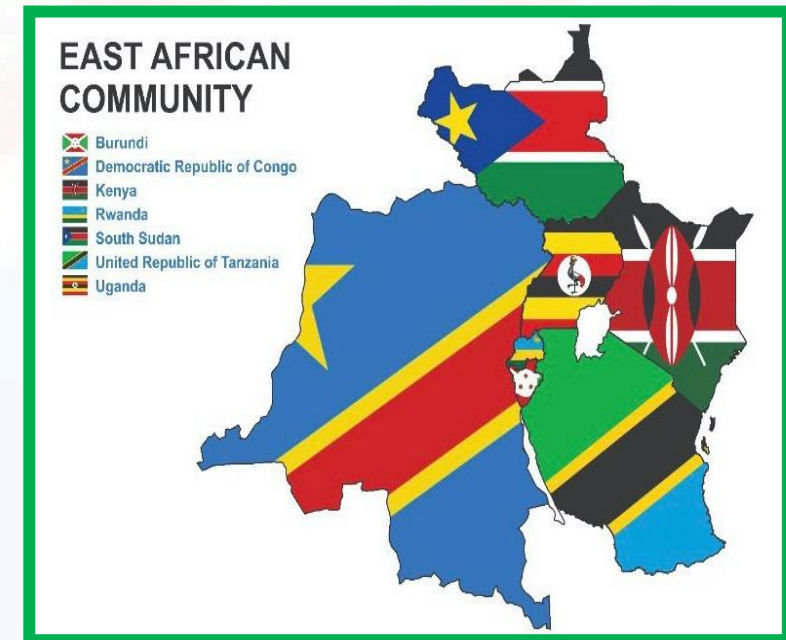 EAST AFRICAN
COMMUNITY
Burundi
Democratic Republic of Congo
Kenya
Rwanda
South Sudan
United Republic of Tanzania
Uganda